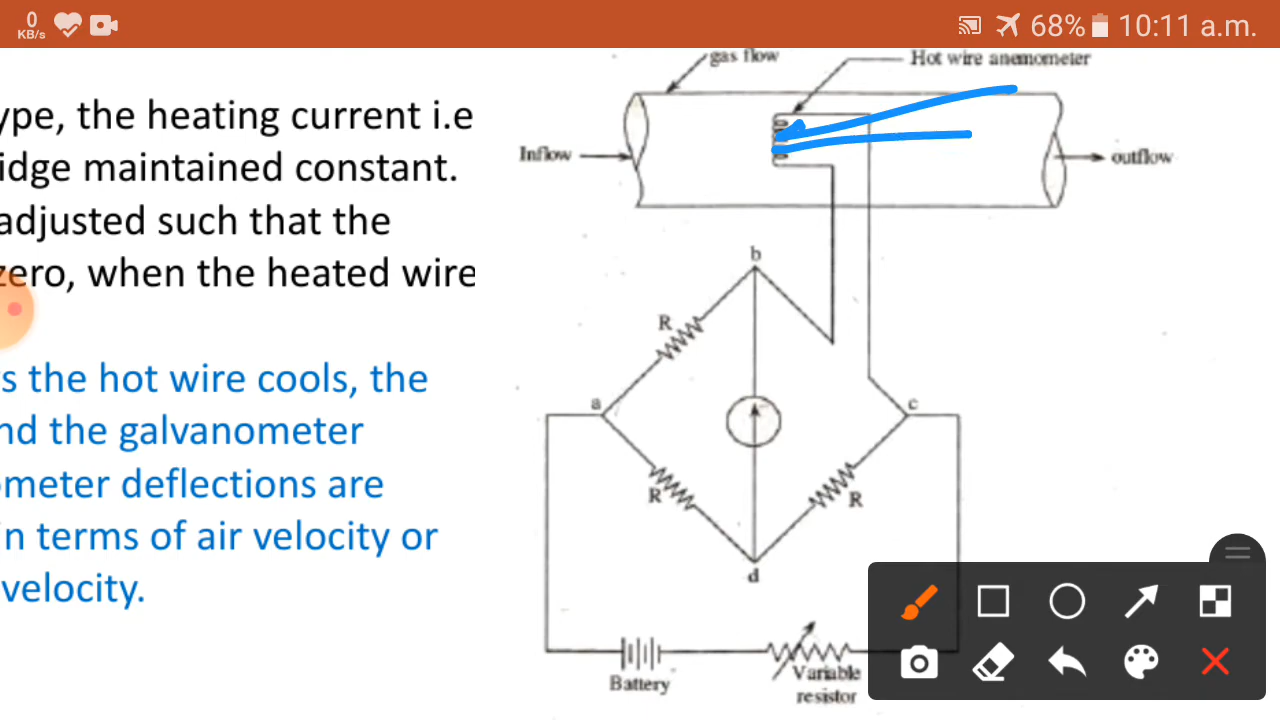 0
KB/s
68% 10:11 a.m.
gas flow
Hot wire anemometer
ype, the heating current i.e
idge maintained constant.
adjusted such that the
zero, when the heated wire
s the hot wire cools, the
nd the galvanometer
ometer deflections are
in terms of air velocity or
velocity.
Inflow
outflow
b
R
a
c
R
R
d
Battery
Variable
resistor